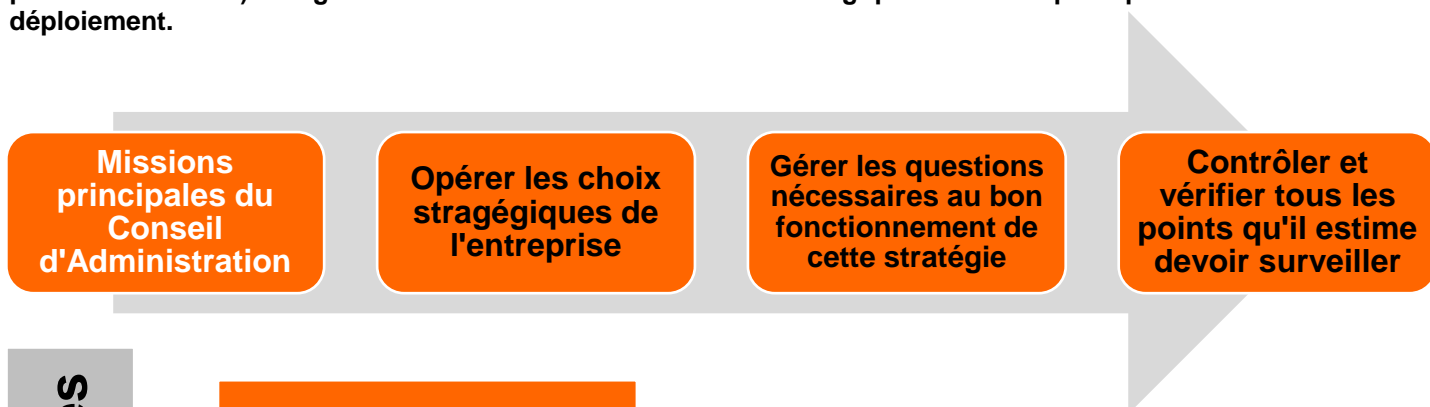 déploiement.
Missions
principales du
Conseil
d'Administration
Opérer les choix
stragégiques de
l'entreprise
Gérer les questions
nécessaires au bon
fonctionnement de
cette stratégie
Contrôler et
vérifier tous les
points qu'il estime
devoir surveiller